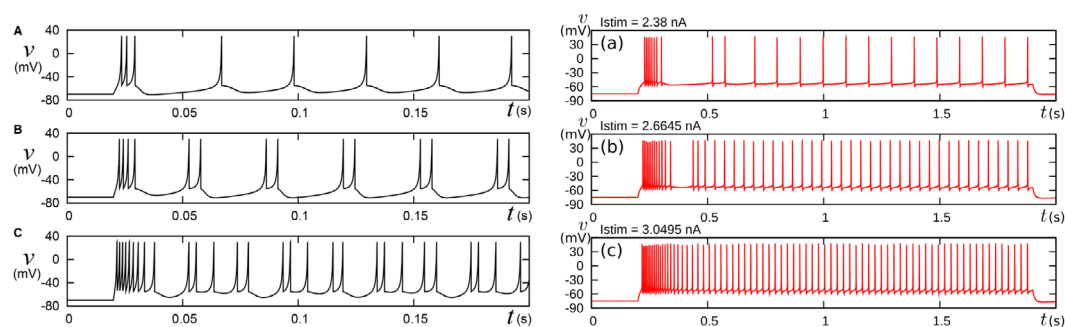 A
v
(mV)
40
0
-40
-80
0
0.05
0.1
0.15
t (s)
B
v
(mV)
40
0
-40
-80
0
0.05
0.1
0.15
t (s)
C
v
(mV)
40
0
-40
-80
0
0.05
0.1
0.15
t (s)
v
(mV)
Istim = 2.38 nA
(a)
30
0
-30
-60
-90
0
0.5
1
1.5
t (s)
v
(mV)
Istim = 2.6645 nA
(b)
30
0
-30
-60
-90
0
0.5
1
1.5
t (s)
v
(mV)
Istim = 3.0495 nA
(c)
30
0
-30
-60
-90
0
0.5
1
1.5
t (s)